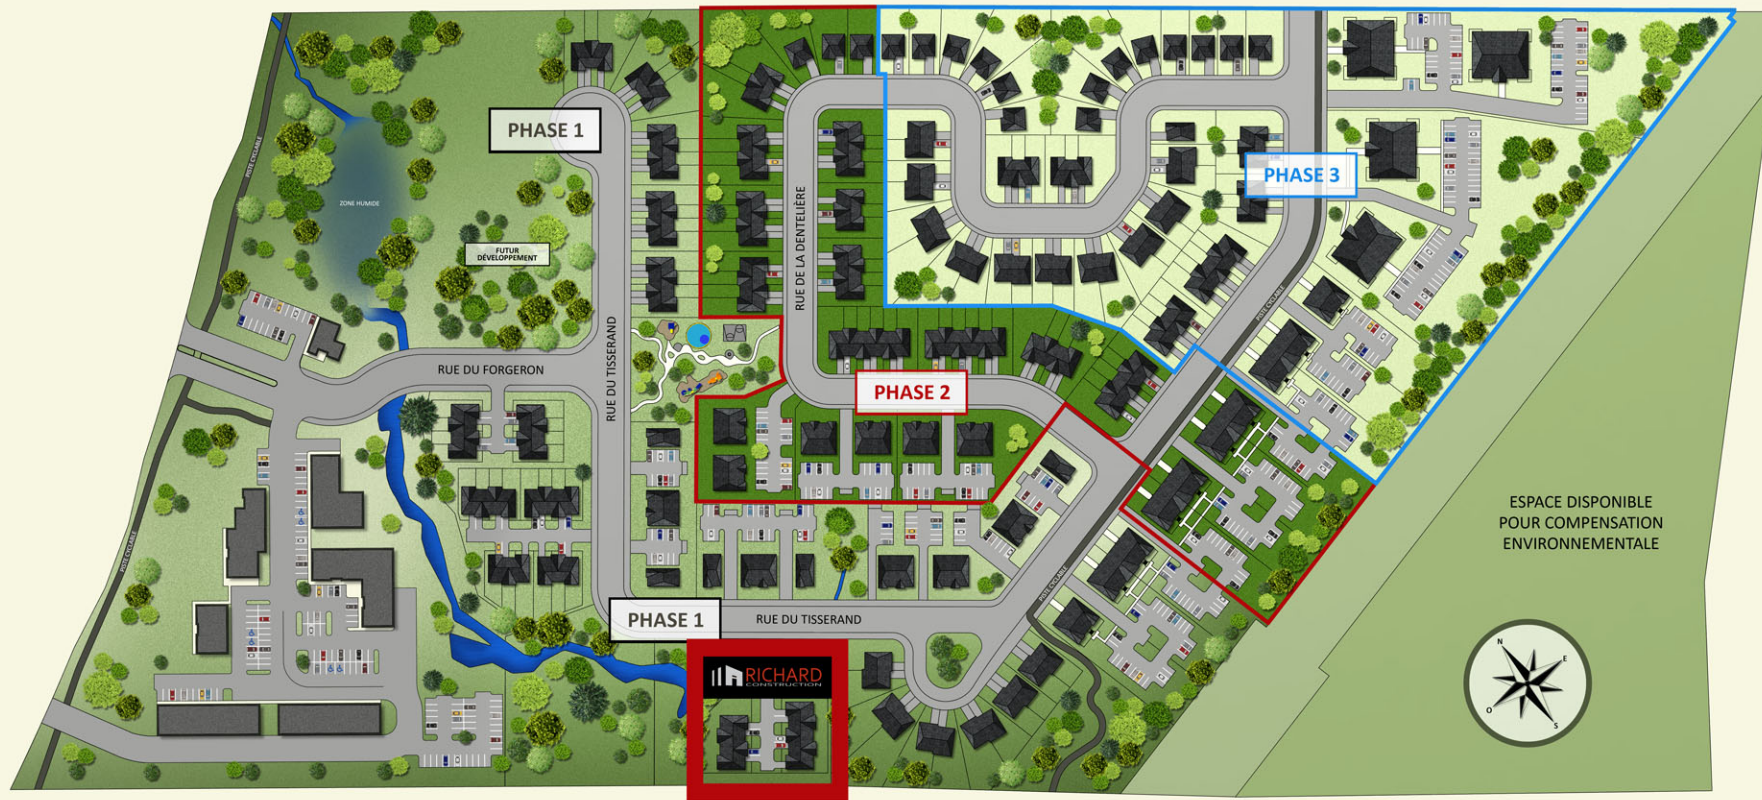 PHASE 1
PISTE CYCLABLE
ZONE HUMIDE
FUTUR
DÉVELOPPEMENT
RUE DE LA DENTELIÈRE
PHASE 3
PISTE CYCLABLE
RUE DU FORGERON
RUE DU TISSERAND
PHASE 2
PISTE CYCLABLE
PISTE CYCLABLE
PHASE 1
RUE DU TISSERAND
RICHARD
CONSTRUCTION
ESPACE DISPONIBLE
POUR COMPENSATION
ENVIRONNEMENTALE
N
E
O
S